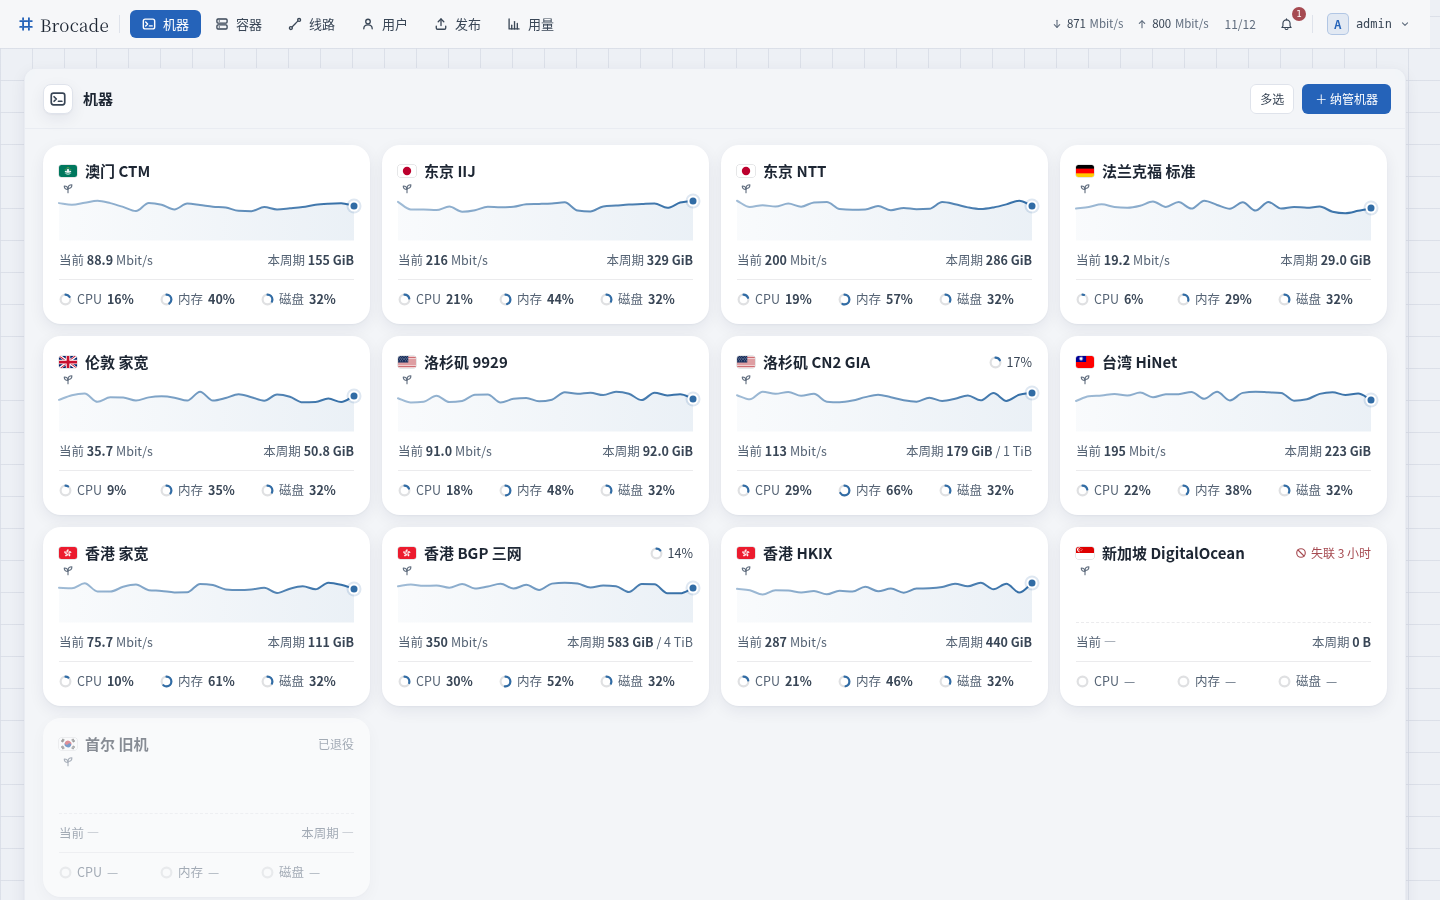 Brocade 机器 容器 线路 用户 发布 用量 ↓ 871 Mbit/s ↑ 800 Mbit/s 11/12 1 A admin
机器 多选 + 纳管机器
澳门 CTM
当前 88.9 Mbit/s 本周期 155 GiB
CPU 16% 内存 40% 磁盘 32%
东京 IIJ
当前 216 Mbit/s 本周期 329 GiB
CPU 21% 内存 44% 磁盘 32%
东京 NTT
当前 200 Mbit/s 本周期 286 GiB
CPU 19% 内存 57% 磁盘 32%
法兰克福 标准
当前 19.2 Mbit/s 本周期 29.0 GiB
CPU 6% 内存 29% 磁盘 32%
伦敦 家宽
当前 35.7 Mbit/s 本周期 50.8 GiB
CPU 9% 内存 35% 磁盘 32%
洛杉矶 9929
当前 91.0 Mbit/s 本周期 92.0 GiB
CPU 18% 内存 48% 磁盘 32%
洛杉矶 CN2 GIA 17%
当前 113 Mbit/s 本周期 179 GiB / 1 TiB
CPU 29% 内存 66% 磁盘 32%
台湾 HiNet
当前 195 Mbit/s 本周期 223 GiB
CPU 22% 内存 38% 磁盘 32%
香港 家宽
当前 75.7 Mbit/s 本周期 111 GiB
CPU 10% 内存 61% 磁盘 32%
香港 BGP 三网 14%
当前 350 Mbit/s 本周期 583 GiB / 4 TiB
CPU 30% 内存 52% 磁盘 32%
香港 HKIX
当前 287 Mbit/s 本周期 440 GiB
CPU 21% 内存 46% 磁盘 32%
新加坡 DigitalOcean 失联 3 小时
当前 — 本周期 0 B
CPU — 内存 — 磁盘 —
首尔 旧机 已退役
当前 — 本周期 —
CPU — 内存 — 磁盘 —